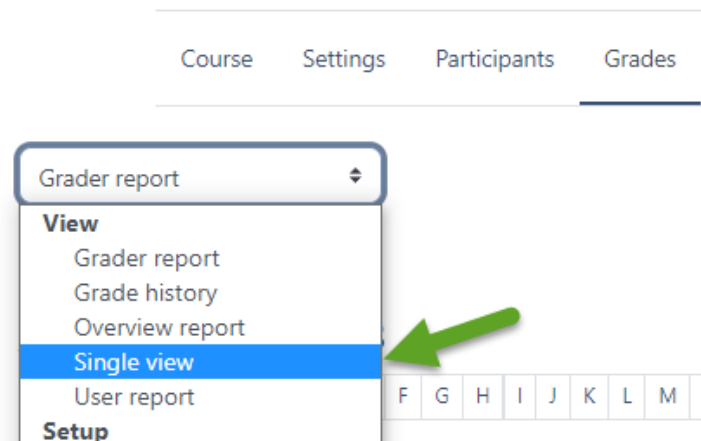 Course Settings Participants Grades
Grader report
View
Grader report
Grade history
Overview report
Single view
User report
F G H I J K L M
Setup